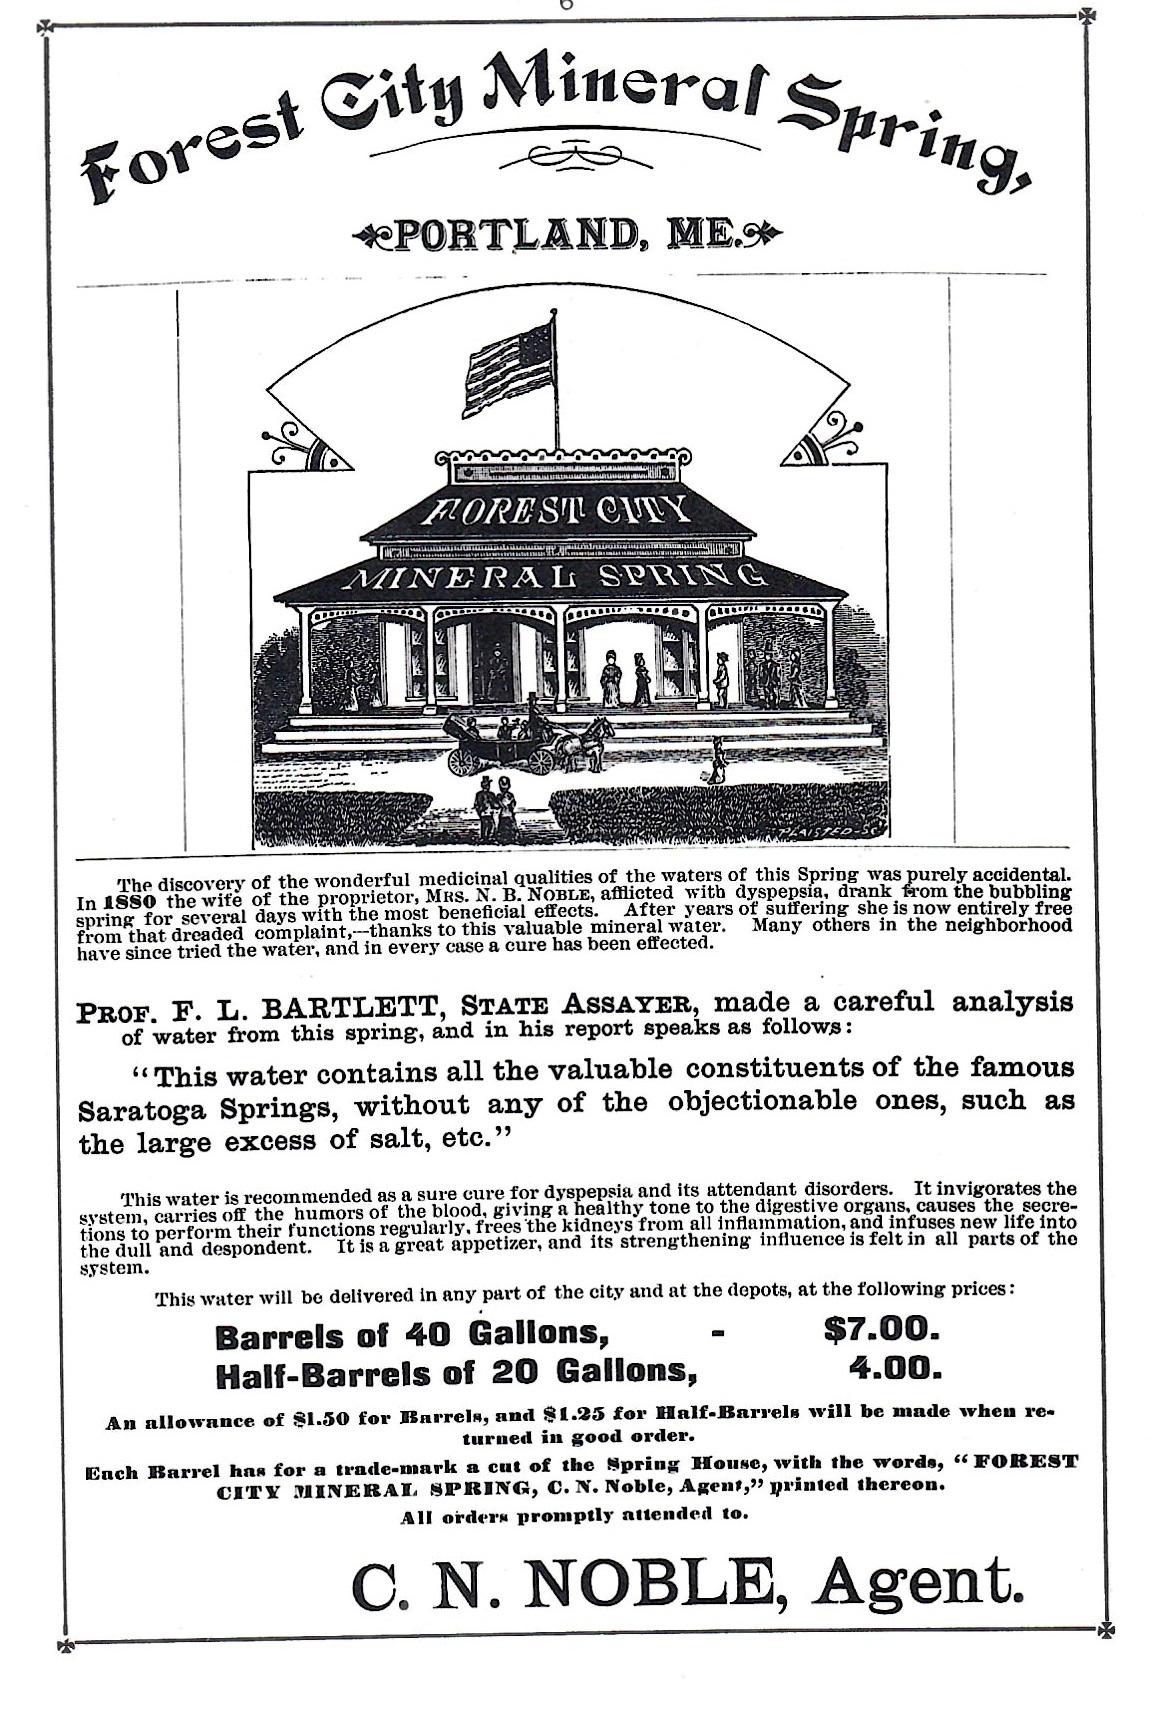 6
Forest City Mineral Spring,
PORTLAND, ME.
FOREST CITY
MINERAL SPRING
PLAISTED SC
The discovery of the wonderful medicinal qualities of the waters of this Spring was purely accidental.
In 1880 the wife of the proprietor, MRS. N. B. NOBLE, afflicted with dyspepsia, drank from the bubbling
spring for several days with the most beneficial effects. After years of suffering she is now entirely free
from that dreaded complaint,—thanks to this valuable mineral water. Many others in the neighborhood
have since tried the water, and in every case a cure has been effected.
PROF. F. L. BARTLETT, STATE ASSAYER, made a careful analysis
of water from this spring, and in his report speaks as follows:
“This water contains all the valuable constituents of the famous
Saratoga Springs, without any of the objectionable ones, such as
the large excess of salt, etc.”
This water is recommended as a sure cure for dyspepsia and its attendant disorders. It invigorates the
system, carries off the humors of the blood, giving a healthy tone to the digestive organs, causes the secre-
tions to perform their functions regularly, frees the kidneys from all inflammation, and infuses new life into
the dull and despondent. It is a great appetizer, and its strengthening influence is felt in all parts of the
system.
This water will be delivered in any part of the city and at the depots, at the following prices:
Barrels of 40 Gallons, - $7.00.
Half-Barrels of 20 Gallons, 4.00.
An allowance of $1.50 for Barrels, and $1.25 for Half-Barrels will be made when re-
turned in good order.
Each Barrel has for a trade-mark a cut of the Spring House, with the words, “FOREST
CITY MINERAL SPRING, C. N. Noble, Agent,” printed thereon.
All orders promptly attended to.
C. N. NOBLE, Agent.